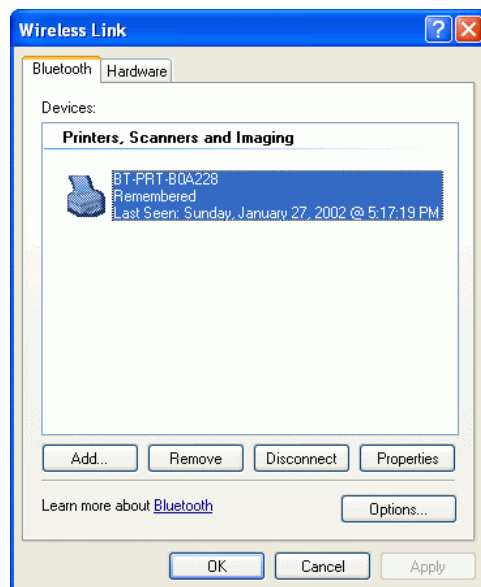 Wireless Link
Bluetooth Hardware
Devices:
Printers, Scanners and Imaging
BT-PRT-B0A228
Remembered
Last Seen: Sunday, January 27, 2002 @ 5:17:19 PM
Add... Remove Disconnect Properties
Learn more about Bluetooth Options...
OK Cancel Apply